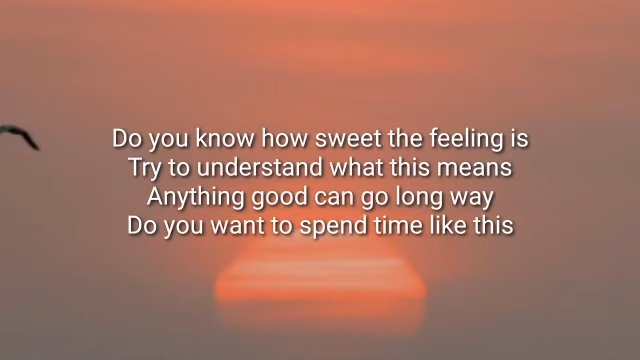 Do you know how sweet the feeling is
Try to understand what this means
Anything good can go long way
Do you want to spend time like this